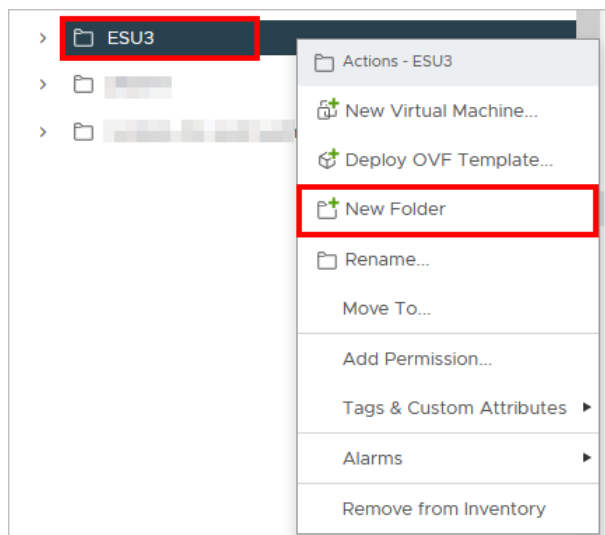 ESU3
Actions - ESU3
New Virtual Machine...
Deploy OVF Template...
New Folder
Rename...
Move To...
Add Permission...
Tags & Custom Attributes
Alarms
Remove from Inventory